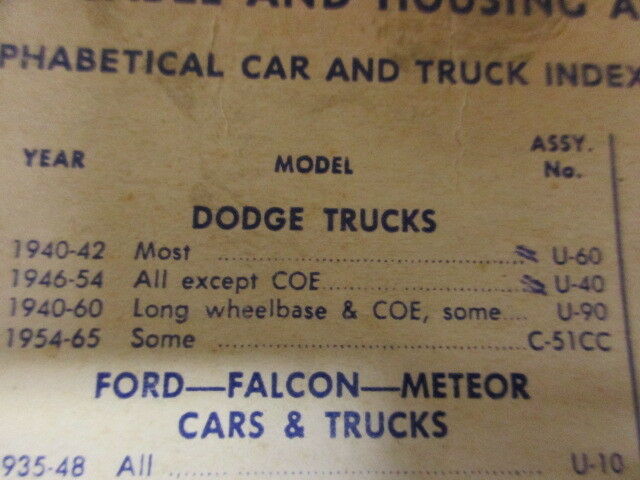 AND HOUSING
PHABETICAL CAR AND TRUCK INDEX
YEAR MODEL ASSY. No.
DODGE TRUCKS
1940-42 Most U-60
1946-54 All except COE U-40
1940-60 Long wheelbase & COE, some U-90
1954-65 Some C-51CC
FORD—FALCON—METEOR
CARS & TRUCKS
935-48 All U-10